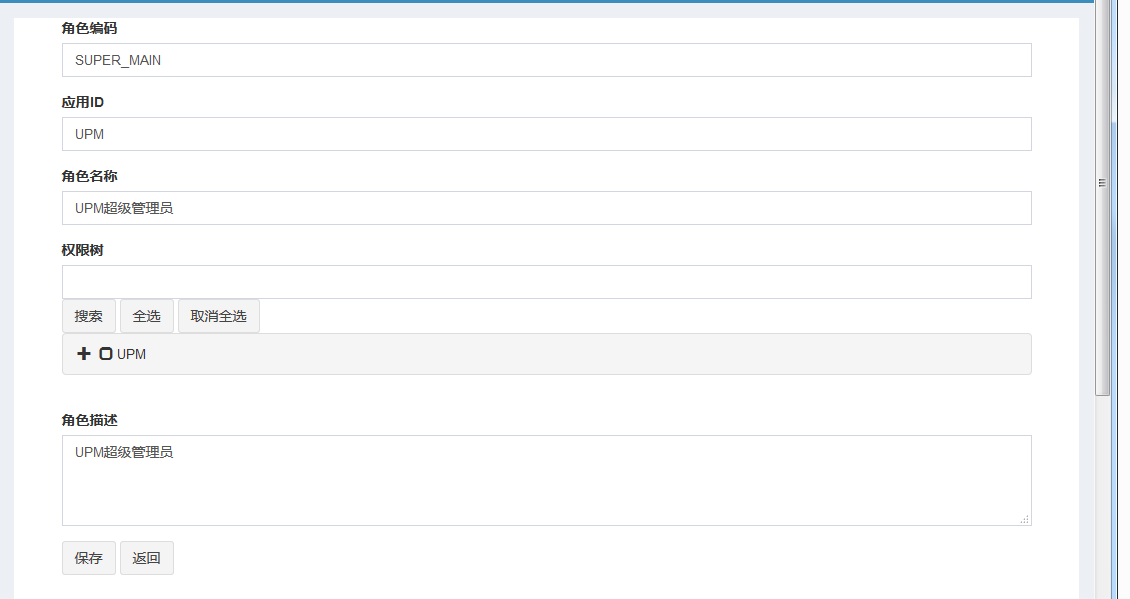 角色编码
SUPER_MAIN
应用ID
UPM
角色名称
UPM超级管理员
权限树
搜索 全选 取消全选
UPM
角色描述
UPM超级管理员
保存 返回